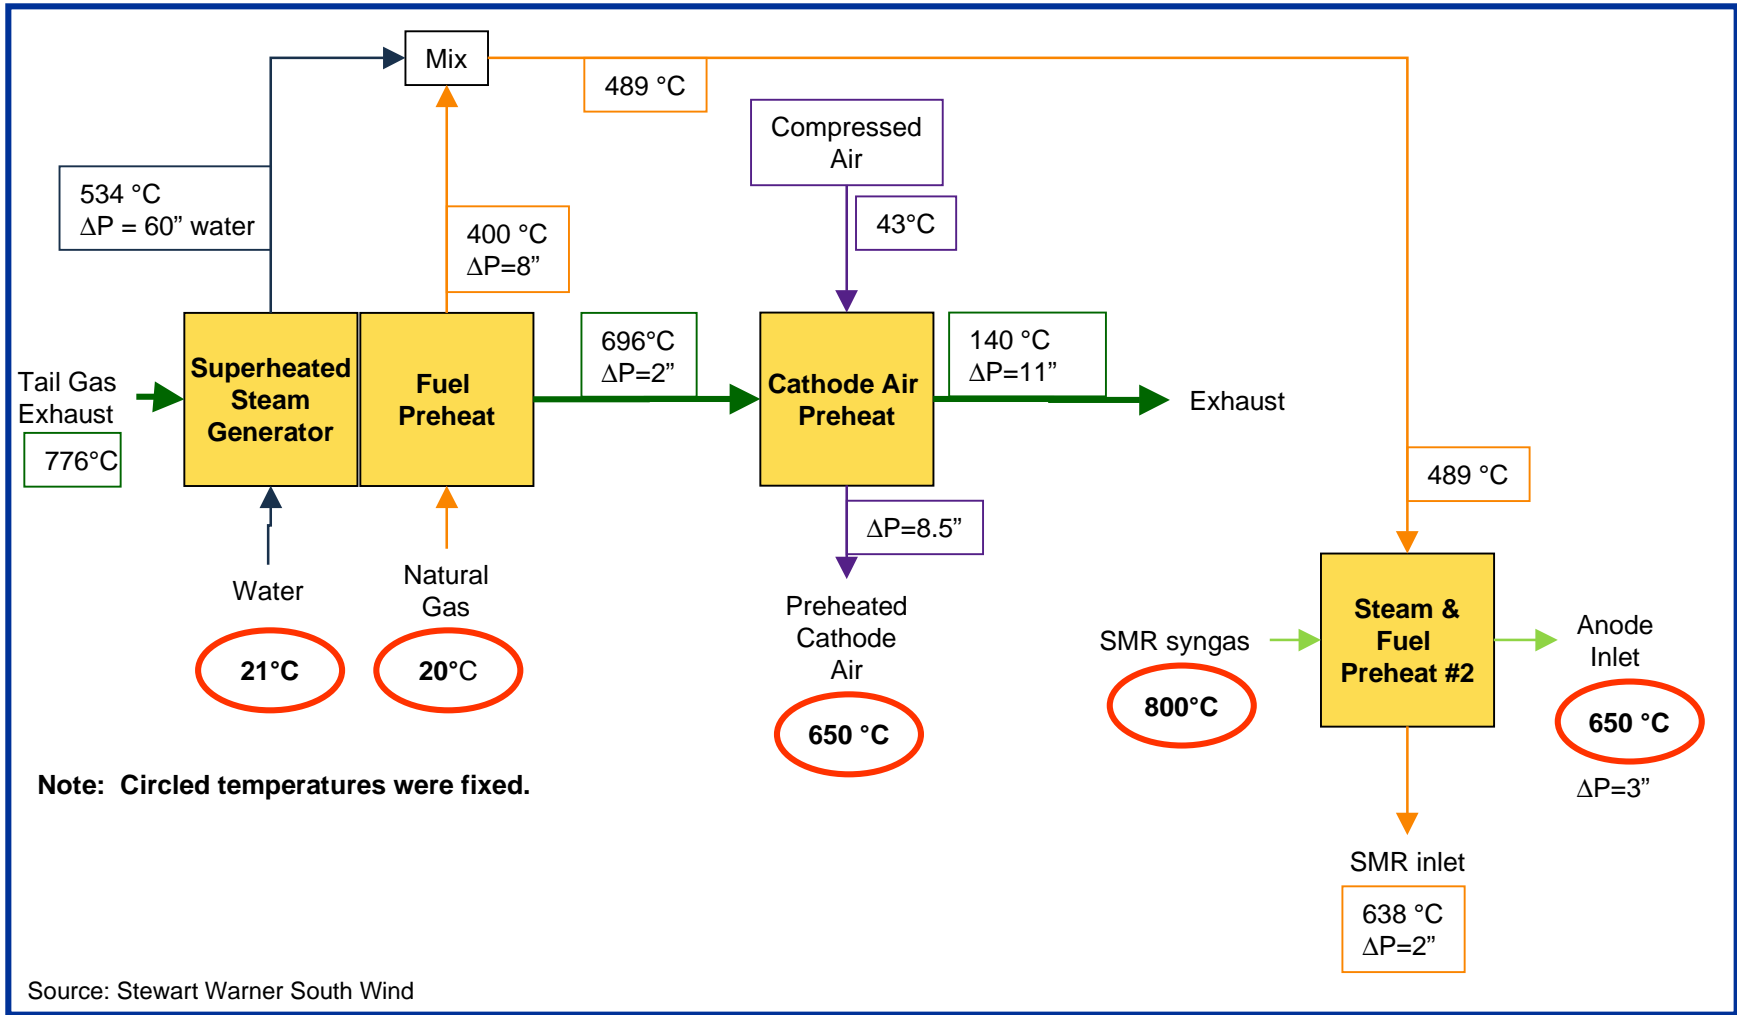 Mix
489 °C
Compressed
Air
534 °C
ΔP = 60” water
400 °C
ΔP=8”
43°C
Tail Gas
Exhaust
776°C
Superheated
Steam
Generator
Fuel
Preheat
696°C
ΔP=2”
Cathode Air
Preheat
140 °C
ΔP=11”
Exhaust
489 °C
Water
21°C
Natural
Gas
20°C
ΔP=8.5”
Preheated
Cathode
Air
650 °C
SMR syngas
800°C
Steam &
Fuel
Preheat #2
Anode
Inlet
650 °C
ΔP=3”
Note: Circled temperatures were fixed.
SMR inlet
638 °C
ΔP=2”
Source: Stewart Warner South Wind